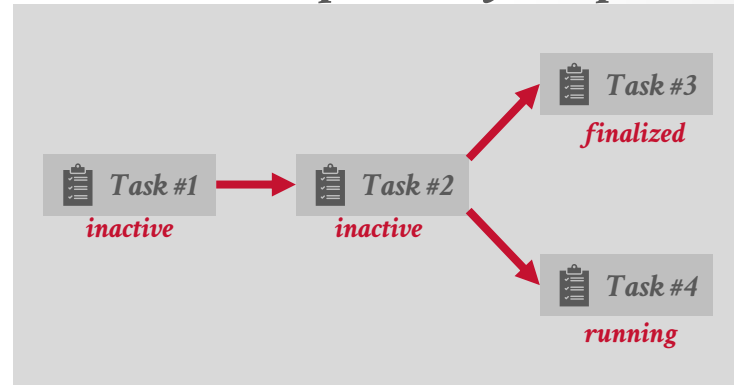 Task #3
finalized
Task #1
inactive
Task #2
inactive
Task #4
running